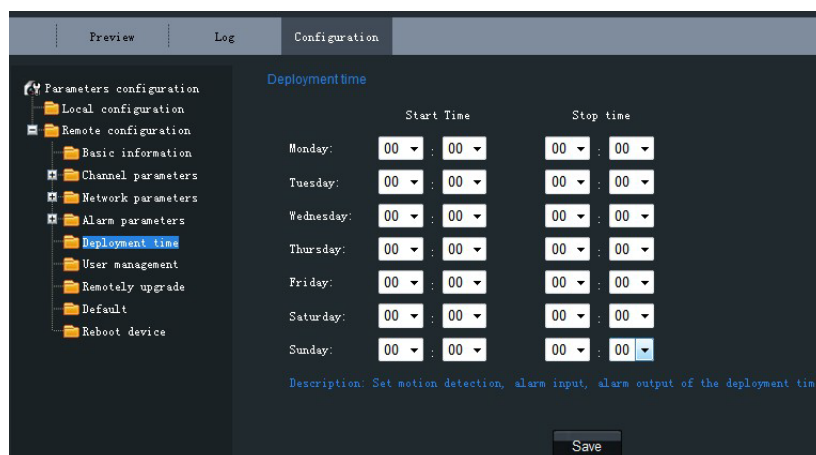 Preview Log Configuration
Parameters configuration
Local configuration
Remote configuration
Basic information
Channel parameters
Network parameters
Alarm parameters
Deployment time
User management
Remotely upgrade
Default
Reboot device
Deployment time
Start Time Stop time
Monday: 00 : 00 00 : 00
Tuesday: 00 : 00 00 : 00
Wednesday: 00 : 00 00 : 00
Thursday: 00 : 00 00 : 00
Friday: 00 : 00 00 : 00
Saturday: 00 : 00 00 : 00
Sunday: 00 : 00 00 : 00
Description: Set motion detection, alarm input, alarm output of the deployment tim
Save